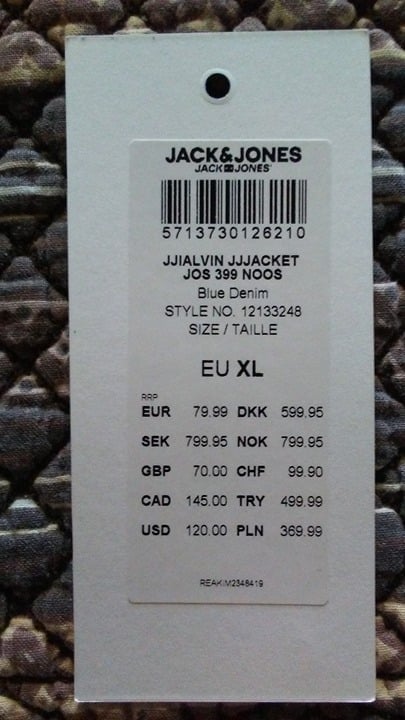 JACK&JONES
JACK&JONES
5713730126210
JJIALVIN JJJACKET
JOS 399 NOOS
Blue Denim
STYLE NO. 12133248
SIZE / TAILLE
EU XL
RRP
EUR 79.99 DKK 599.95
SEK 799.95 NOK 799.95
GBP 70.00 CHF 99.90
CAD 145.00 TRY 499.99
USD 120.00 PLN 369.99
REAKIM2348419